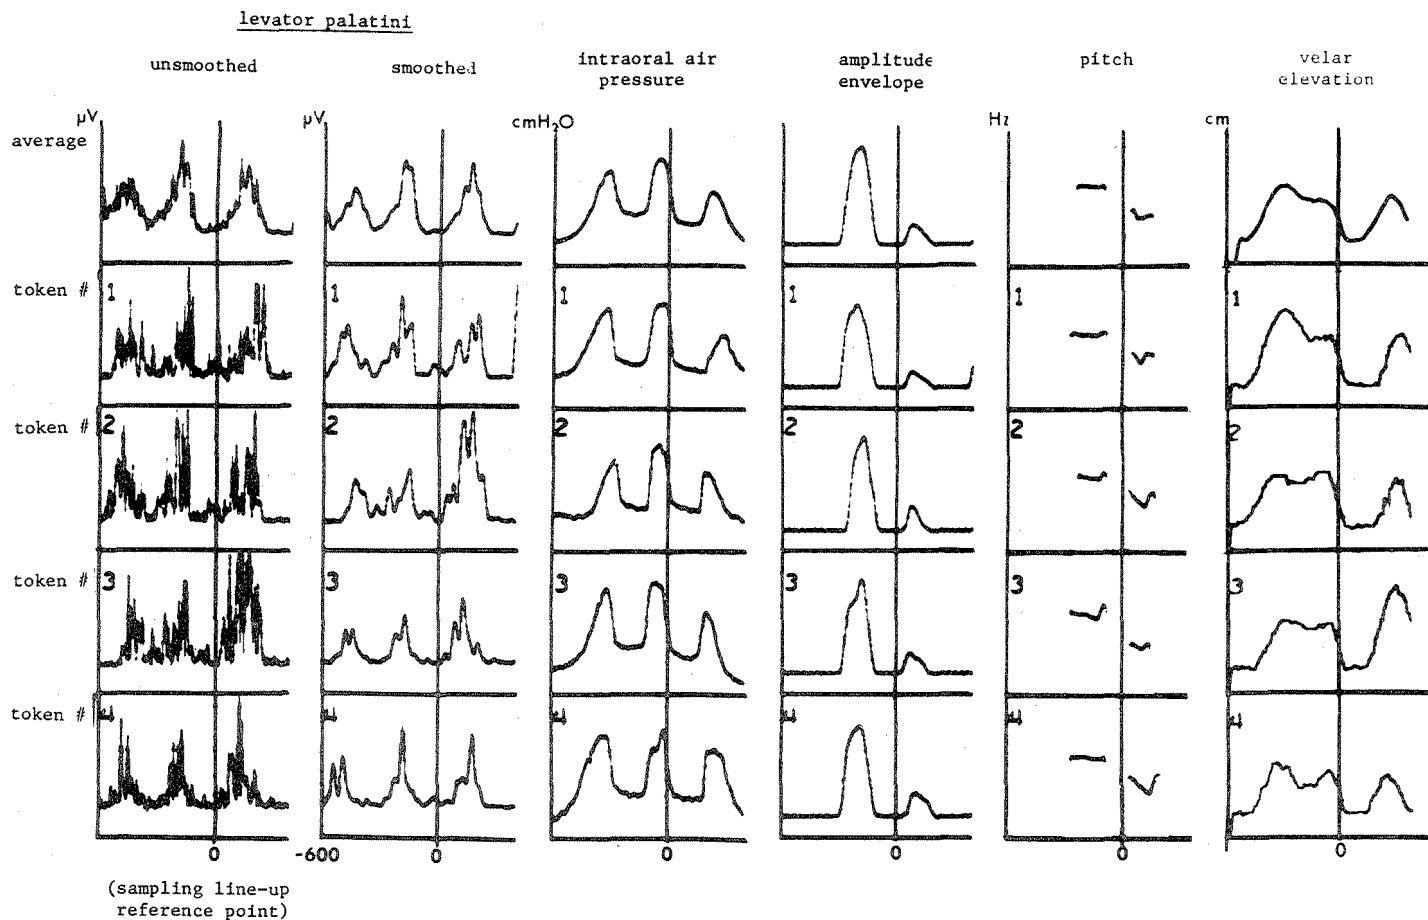 levator palatini
unsmoothed
smoothed
intraoral air
pressure
amplitude
envelope
pitch
velar
elevation
μV
μV
cmH₂O
Hz
cm
average
token #
1
1
1
1
1
1
token #
2
2
2
2
2
2
token #
3
3
3
3
3
3
token #
4
4
4
4
4
4
0
-600
0
0
0
0
0
(sampling line-up
reference point)